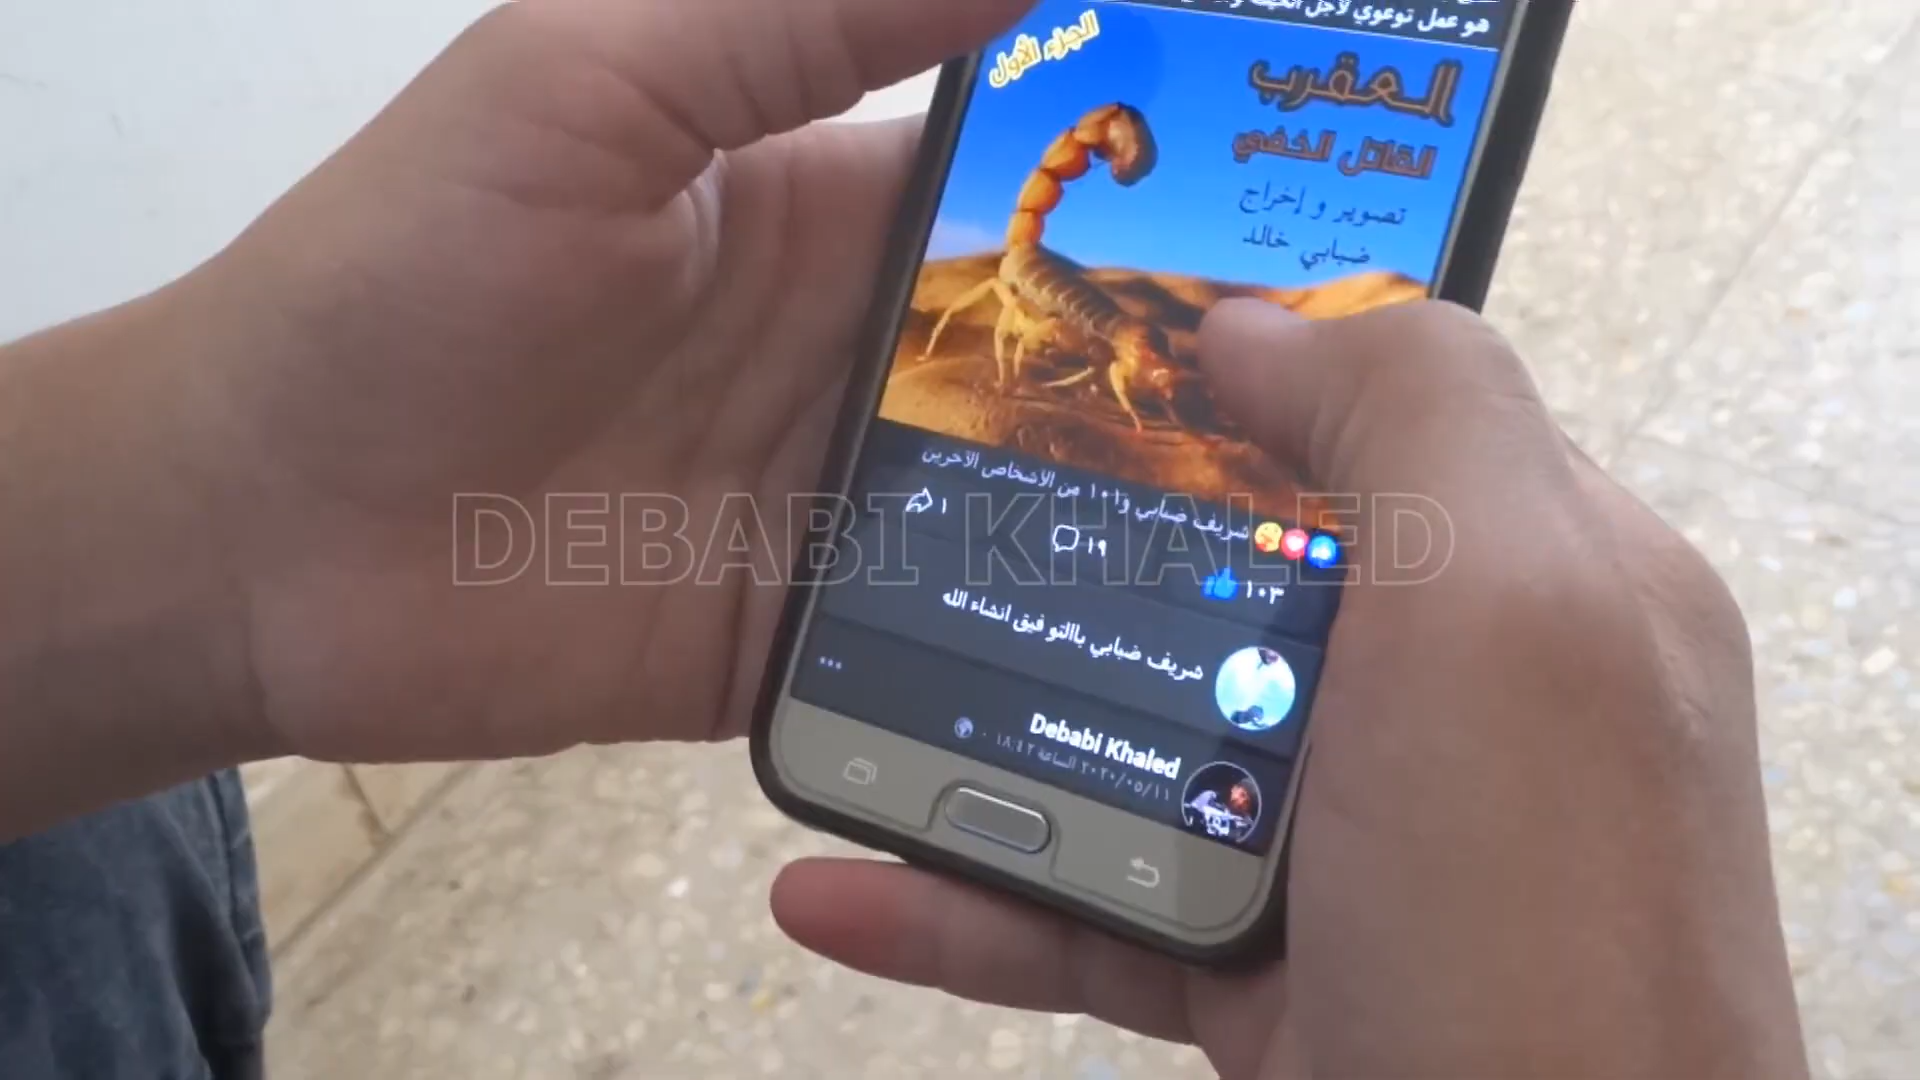 هو عمل توعوي لأجل
الجزء الأول
العقرب
القاتل الخفي
تصوير و إخراج
ضبابي خالد
شريف ضبابي و١٠١ من الأشخاص الآخرين
١٠٣
١٩
١
DEBABI KHALED
شريف ضبابي باالتو فيق انشاء الله
Debabi Khaled
٢٠٢٠/٠٥/١١ الساعة ١٨:٤٢